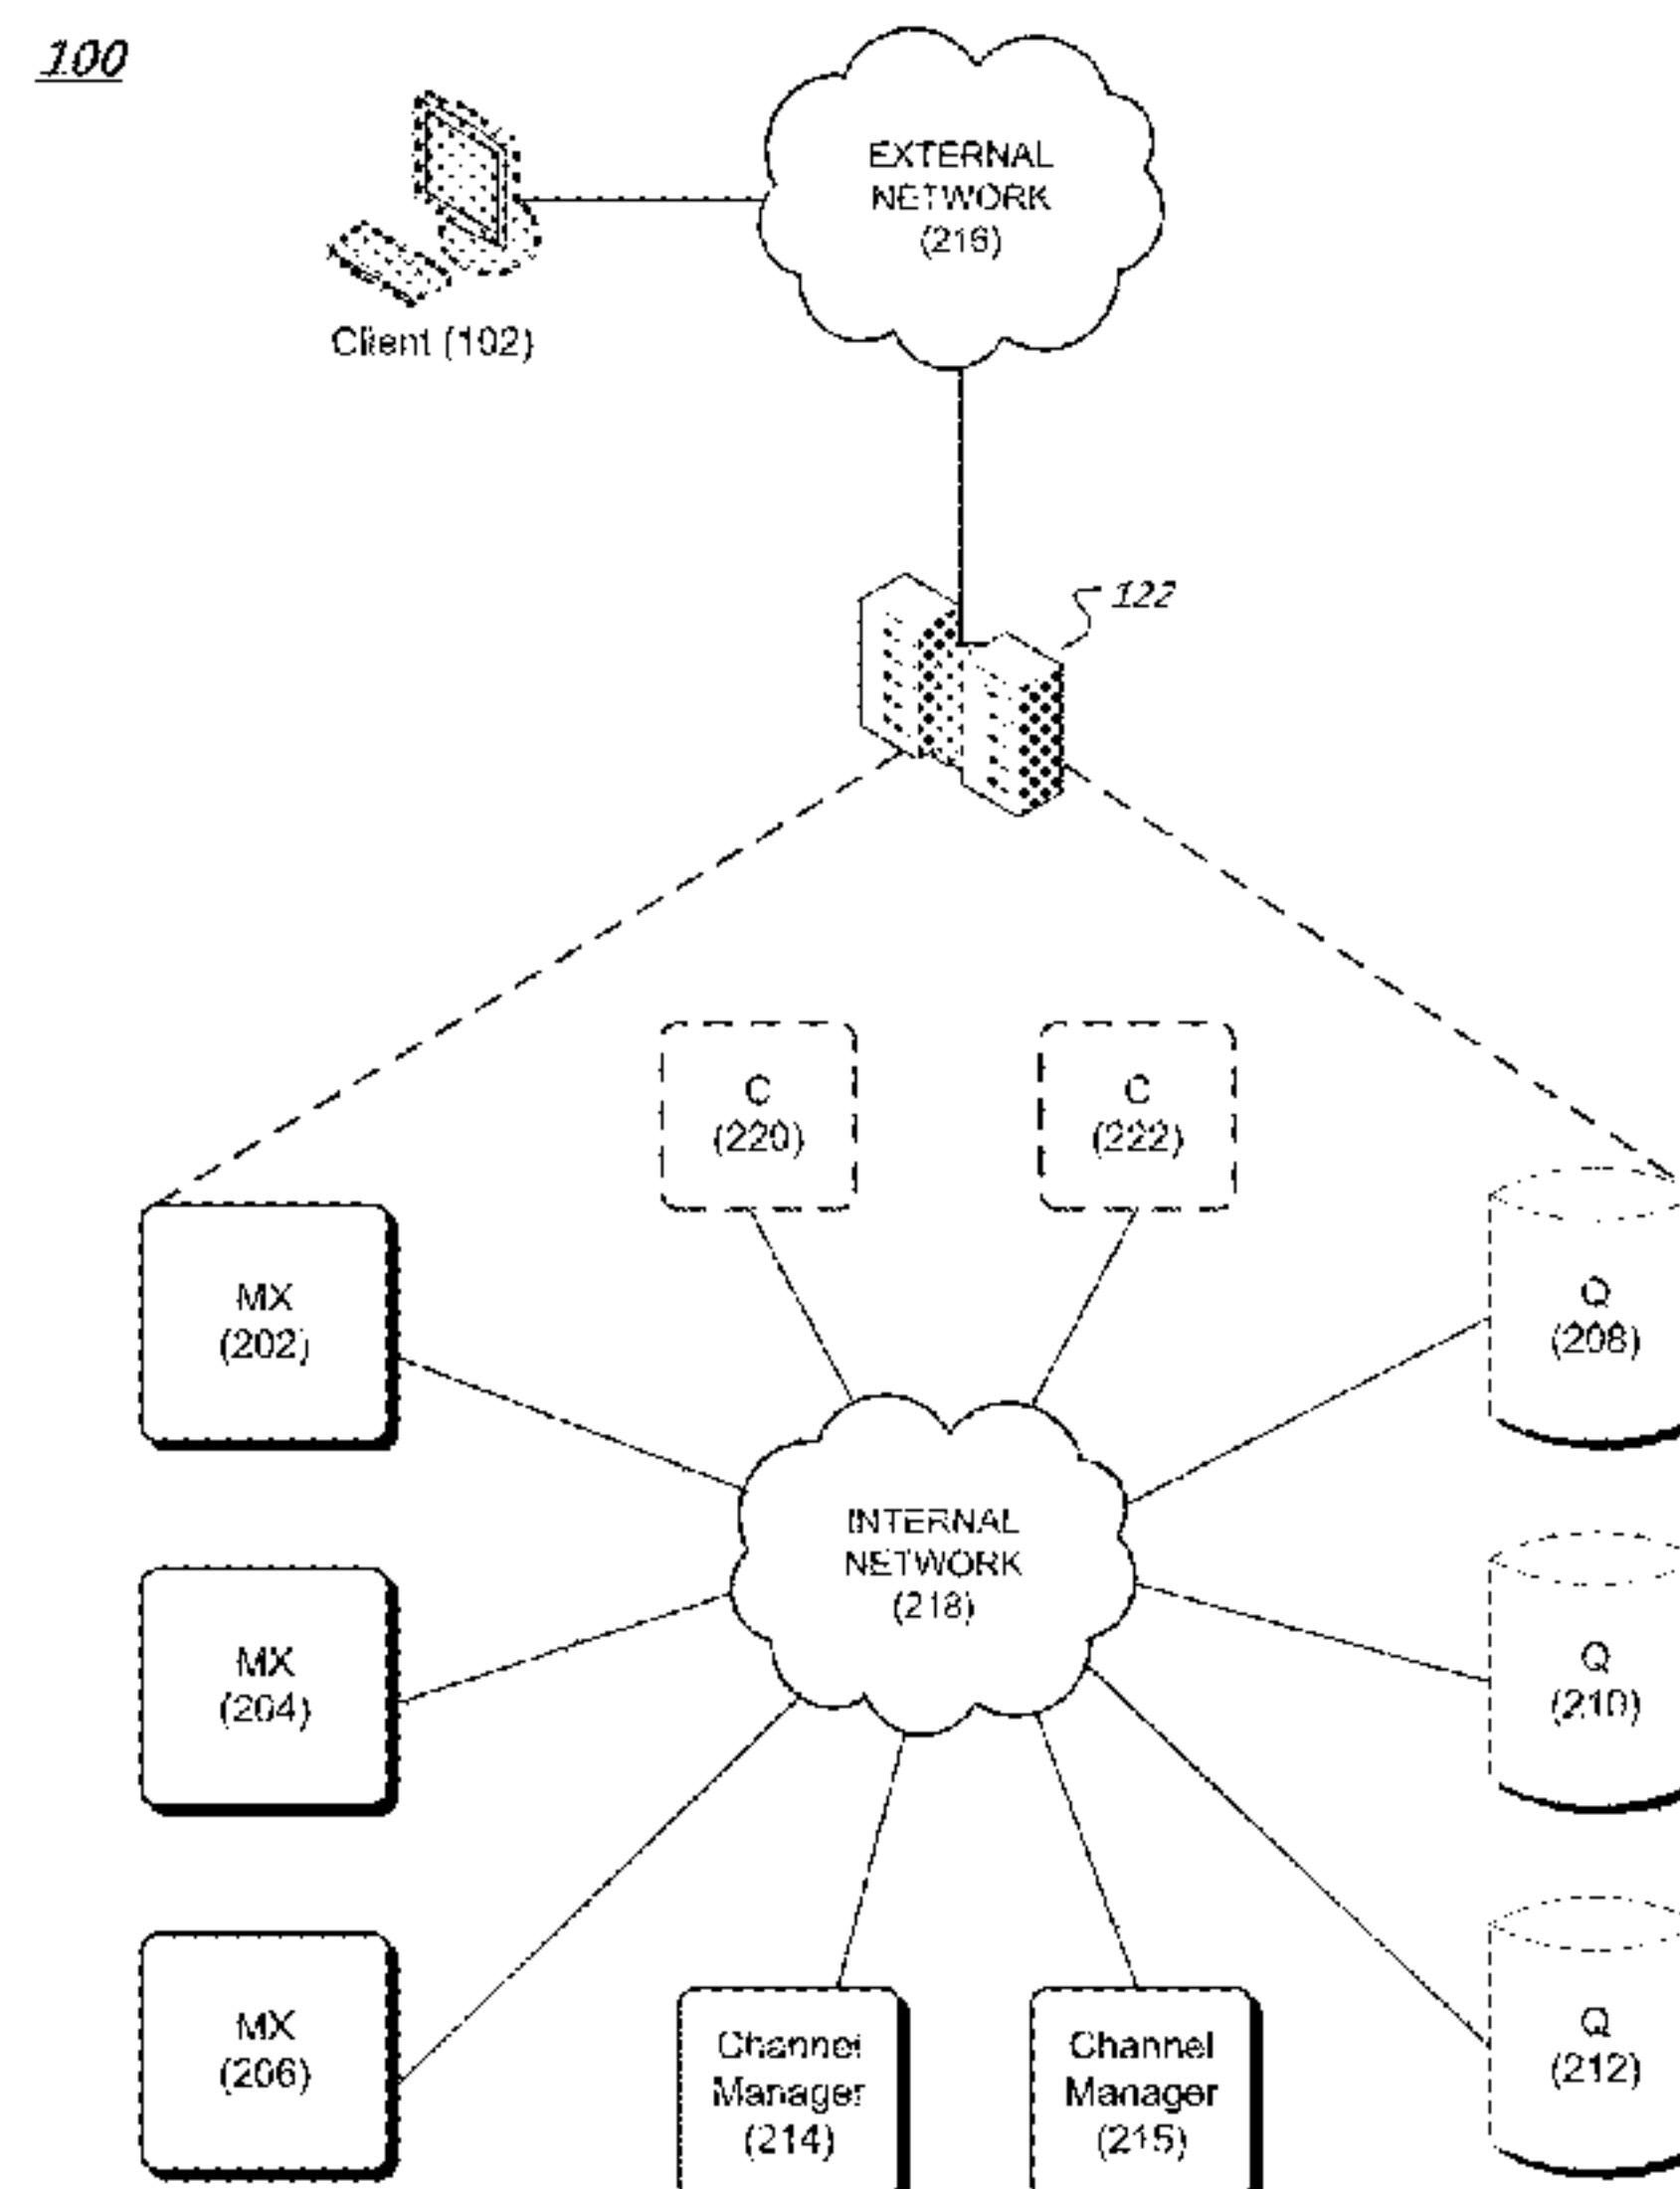 100
EXTERNAL
NETWORK
(216)
Client (102)
122
C
(220)
C
(222)
MX
(202)
Q
(208)
INTERNAL
NETWORK
(218)
MX
(204)
Q
(210)
MX
(206)
Channel
Manager
(214)
Channel
Manager
(215)
Q
(212)